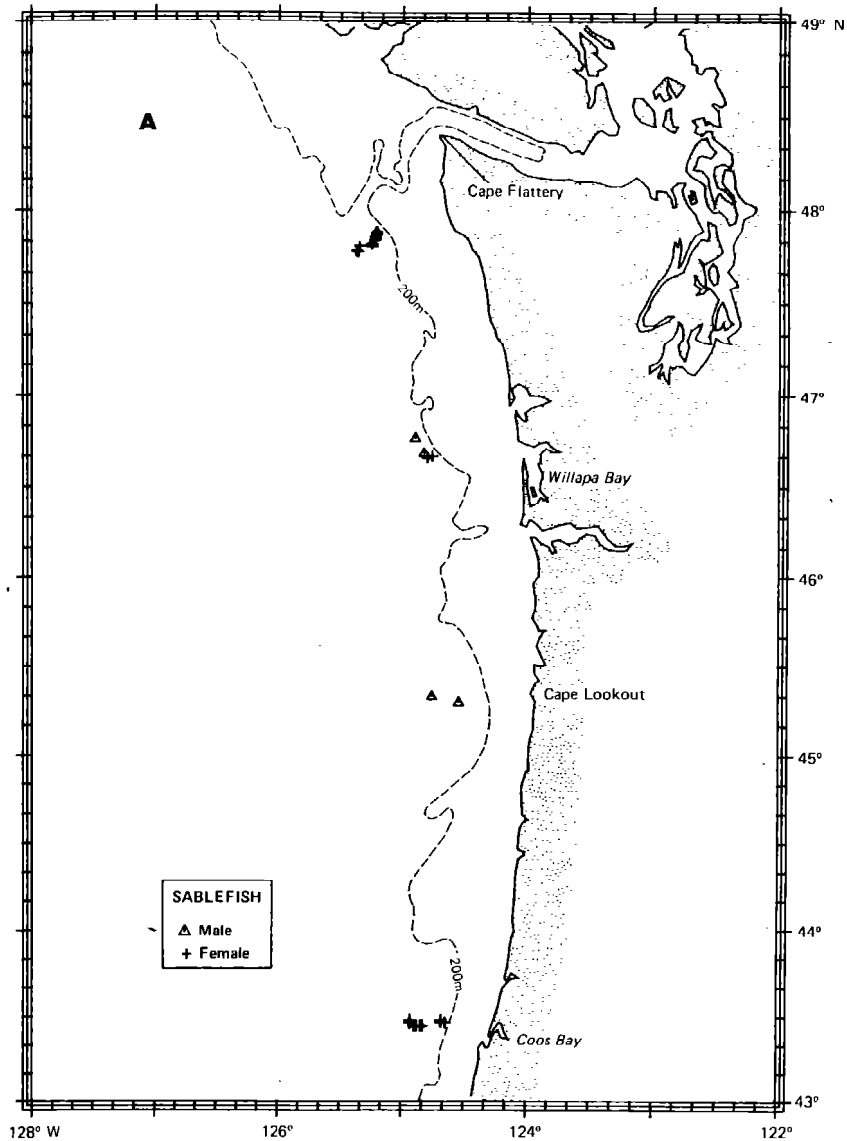 49° N
A
Cape Flattery
48°
200m
47°
Willapa Bay
46°
Cape Lookout
45°
SABLEFISH
Male
Female
44°
200m
Coos Bay
43°
128° W
126°
124°
122°